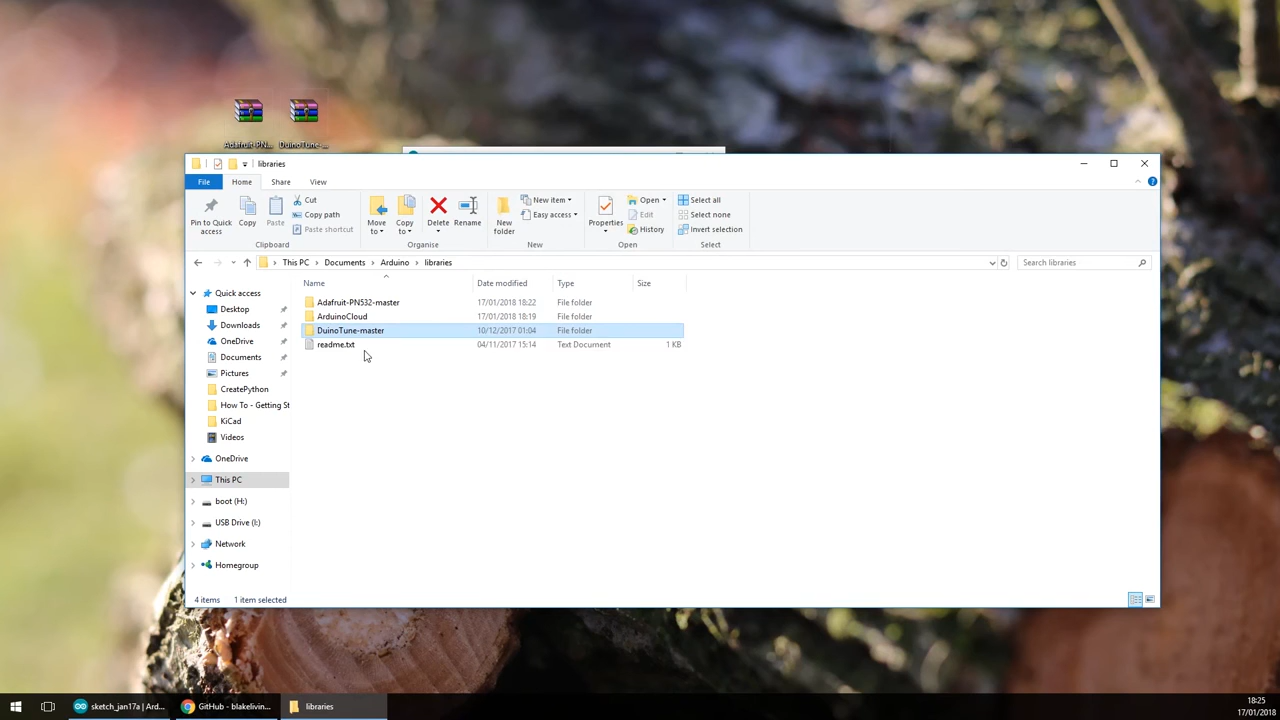 Adafruit-PN... DuinoTune-...
libraries
File Home Share View
Pin to Quick access
Copy
Paste
Cut
Copy path
Paste shortcut
Move to
Copy to
Delete
Rename
New folder
New item
Easy access
Properties
Open
Edit
History
Select all
Select none
Invert selection
Clipboard Organise New Open Select
This PC > Documents > Arduino > libraries
Search libraries
Name Date modified Type Size
Adafruit-PN532-master 17/01/2018 18:22 File folder
ArduinoCloud 17/01/2018 18:19 File folder
DuinoTune-master 10/12/2017 01:04 File folder
readme.txt 04/11/2017 15:14 Text Document 1 KB
Quick access
Desktop
Downloads
OneDrive
Documents
Pictures
CreatePython
How To - Getting St
KiCad
Videos
OneDrive
This PC
boot (H:)
USB Drive (I:)
Network
Homegroup
4 items 1 item selected
sketch_jan17a | Ard... GitHub - blakelivin... libraries
18:25
17/01/2018